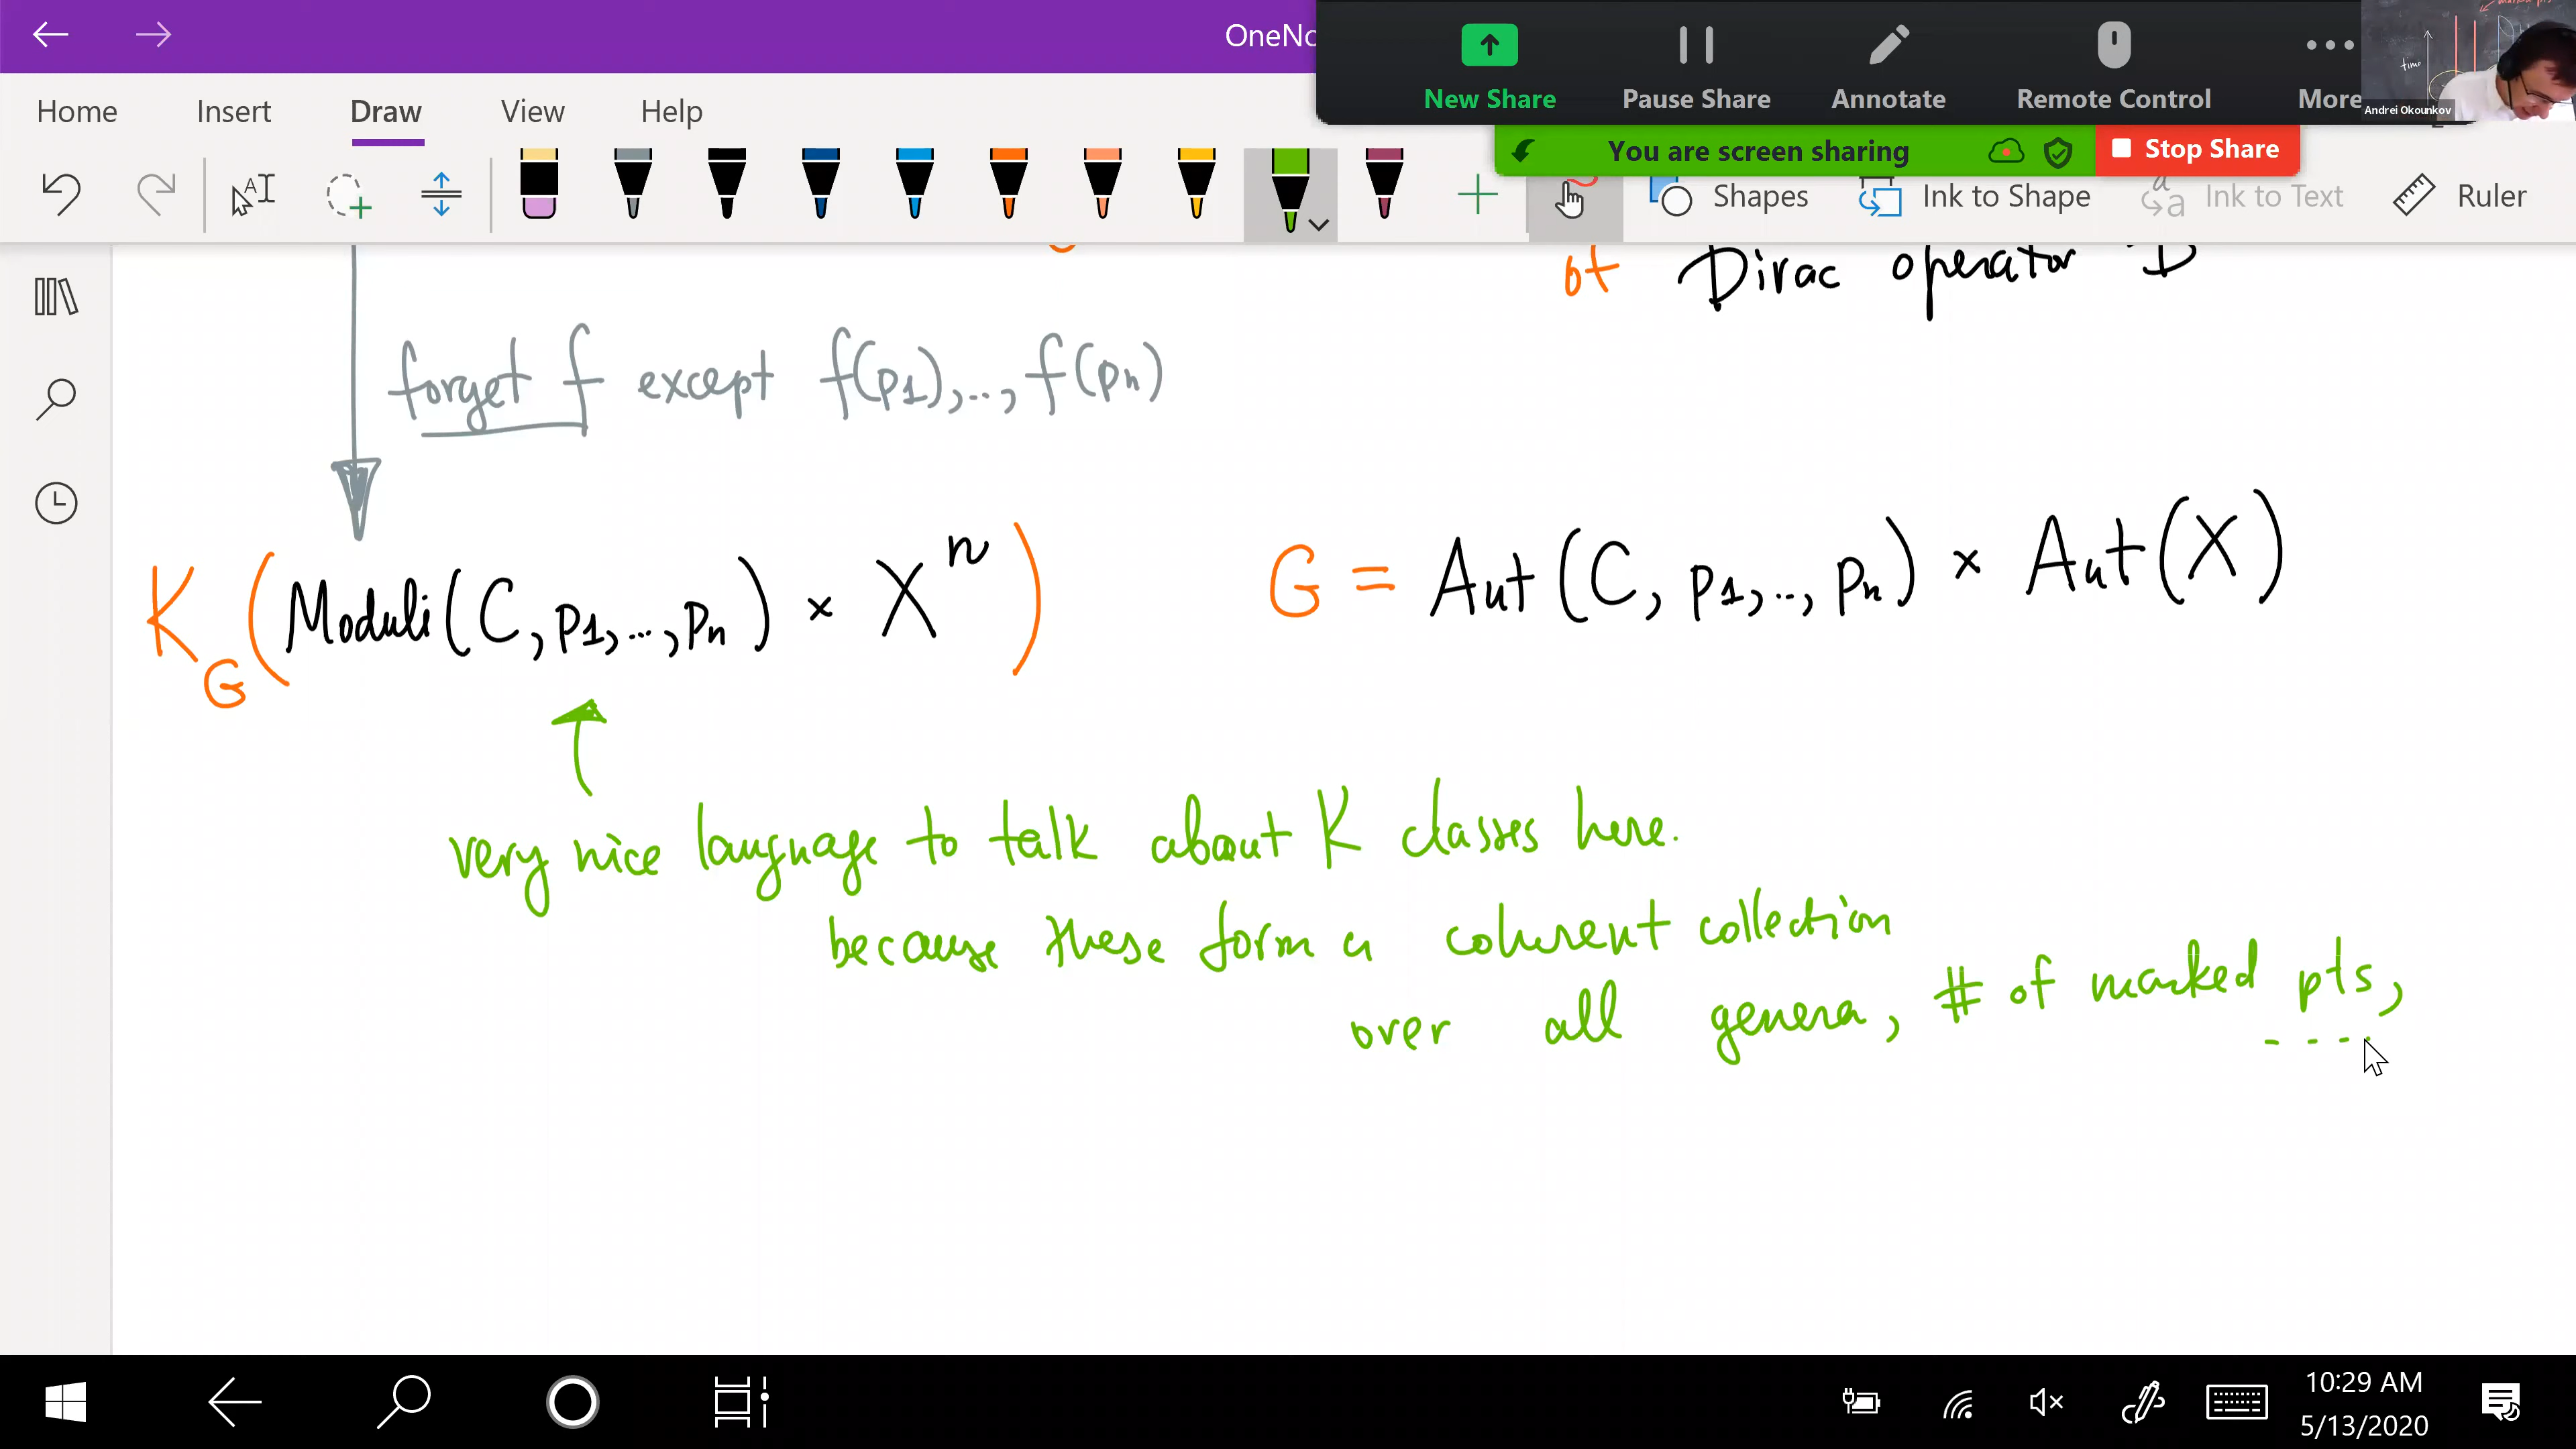 OneNo
New Share
Pause Share
Annotate
Remote Control
More
time
Andrei Okounkov
You are screen sharing
Stop Share
Home
Insert
Draw
View
Help
Shapes
Ink to Shape
Ink to Text
Ruler
of Dirac operator
forget f except f(p1),..,f(pn)
K_G(Moduli(C,p1,...,pn) × X^n)
G = Aut(C,p1,..,pn) × Aut(X)
very nice language to talk about K classes here.
because these form a coherent collection
over all genera, # of marked pts,
....
10:29 AM
5/13/2020